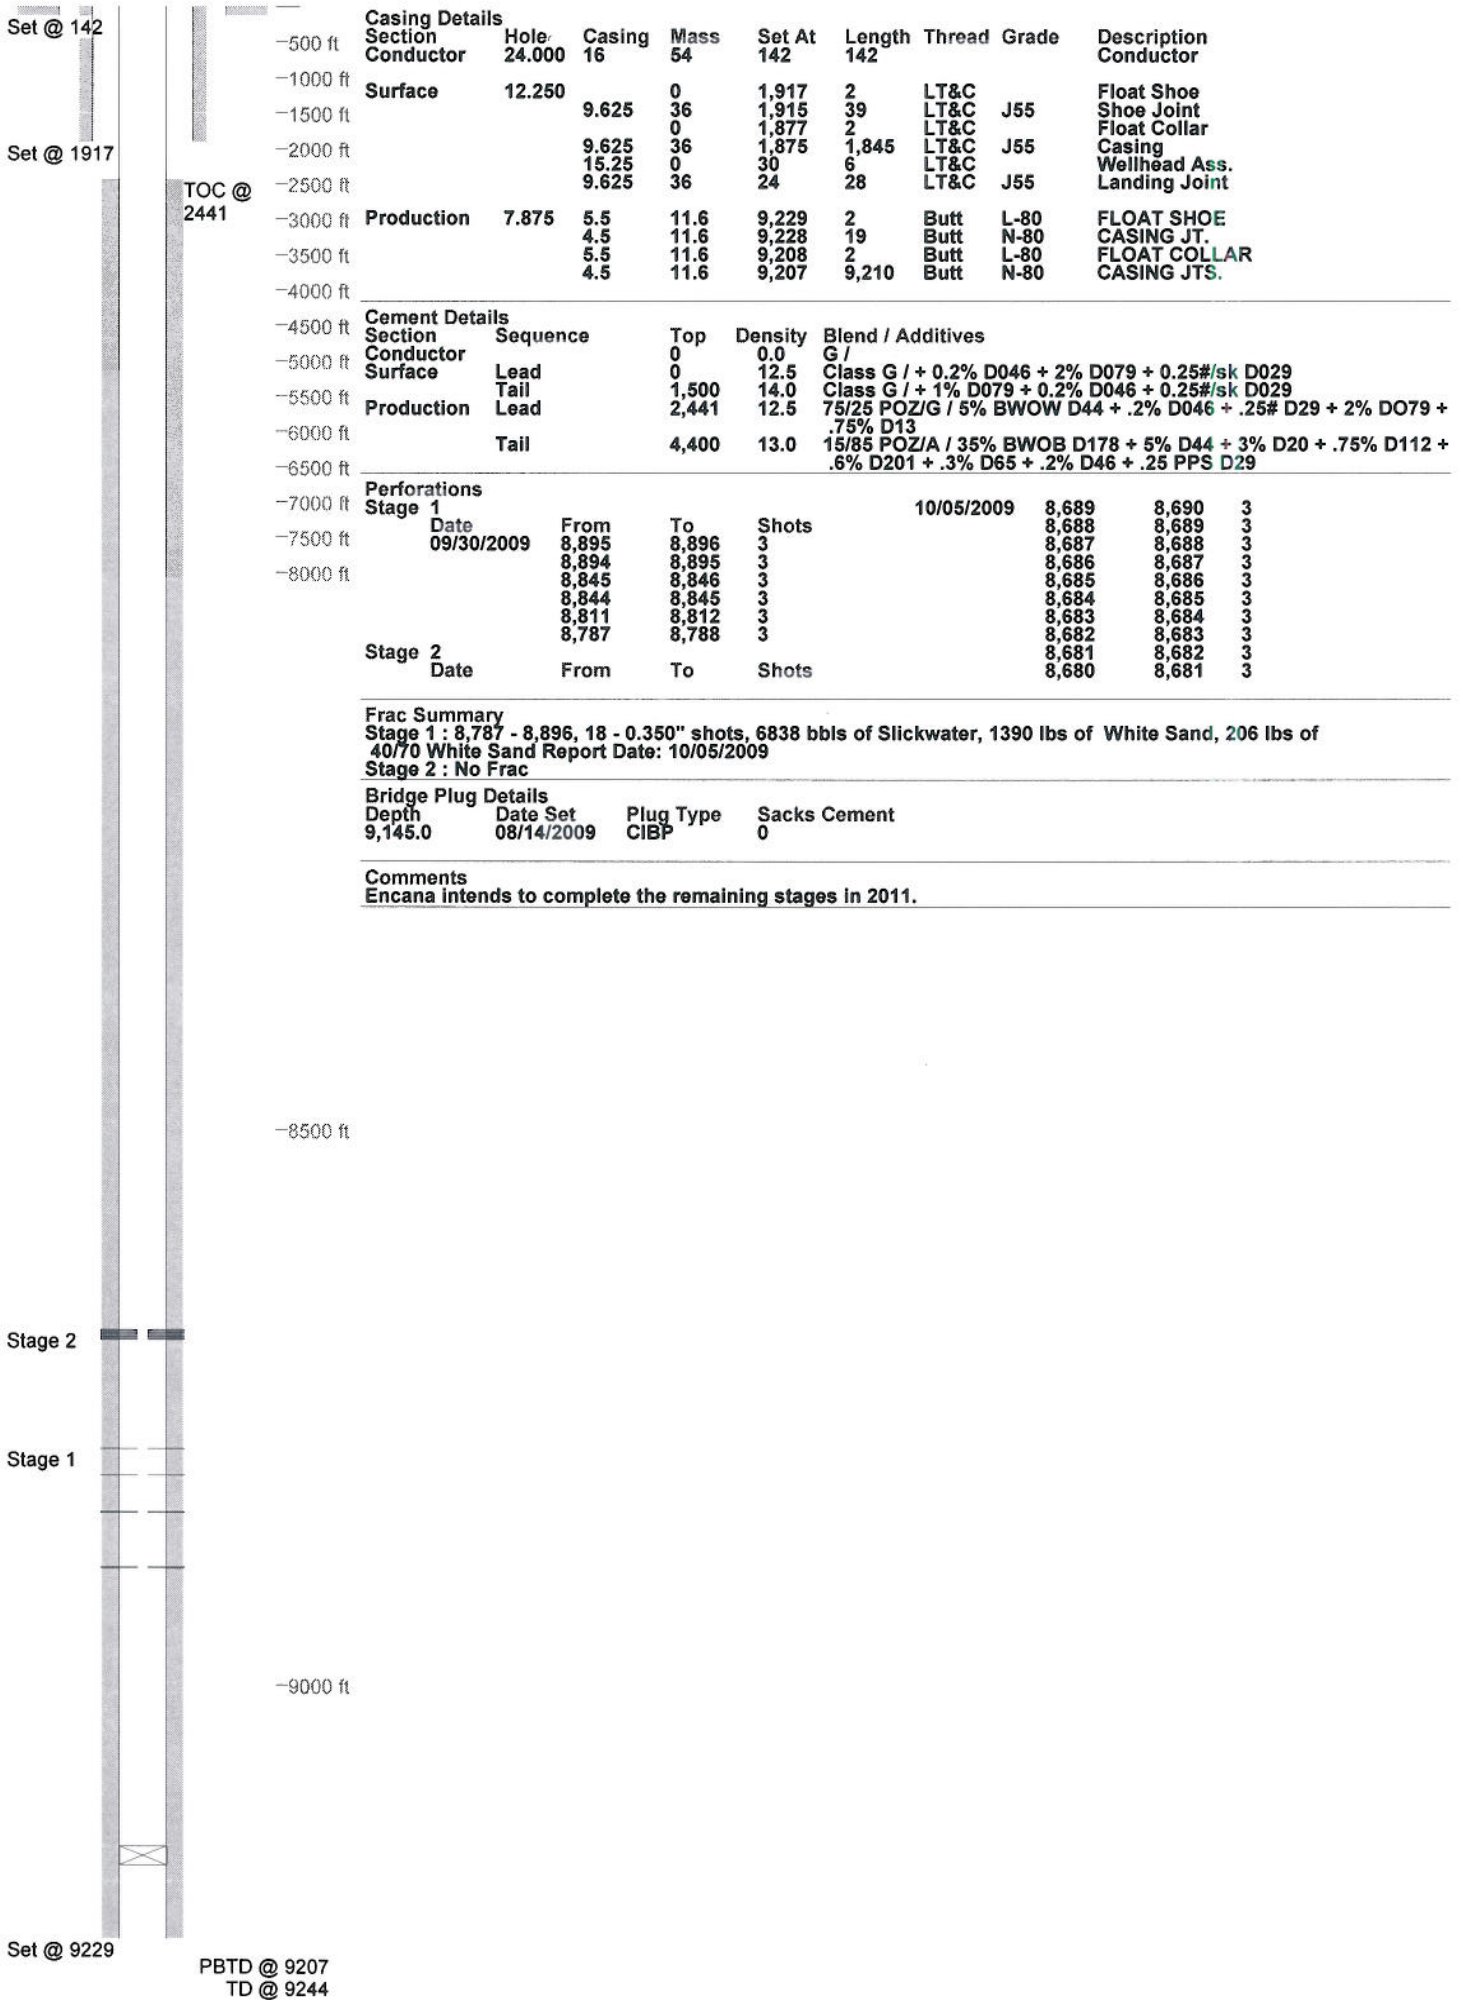 Set @ 142
Set @ 1917
TOC @
2441
500 ft
1000 ft
1500 ft
2000 ft
2500 ft
3000 ft
3500 ft
4000 ft
4500 ft
5000 ft
5500 ft
6000 ft
6500 ft
7000 ft
7500 ft
8000 ft
8500 ft
9000 ft
Stage 2
Stage 1
Set @ 9229
PBTD @ 9207
TD @ 9244
Casing Details
Section Hole Casing Mass Set At Length Thread Grade Description
Conductor 24.000 16 54 142 142 Conductor
Surface 12.250 0 1,917 2 LT&C Float Shoe
9.625 36 1,915 39 LT&C J55 Shoe Joint
0 1,877 2 LT&C Float Collar
9.625 36 1,875 1,845 LT&C J55 Casing
15.25 0 30 6 LT&C Wellhead Ass.
9.625 36 24 28 LT&C J55 Landing Joint
Production 7.875 5.5 11.6 9,229 2 Butt L-80 FLOAT SHOE
4.5 11.6 9,228 19 Butt N-80 CASING JT.
5.5 11.6 9,208 2 Butt L-80 FLOAT COLLAR
4.5 11.6 9,207 9,210 Butt N-80 CASING JTS.
Cement Details
Section Sequence Top Density Blend / Additives
Conductor 0 0.0 G /
Surface Lead 0 12.5 Class G / + 0.2% D046 + 2% D079 + 0.25#/sk D029
Tail 1,500 14.0 Class G / + 1% D079 + 0.2% D046 + 0.25#/sk D029
Production Lead 2,441 12.5 75/25 POZ/G / 5% BWOW D44 + .2% D046 + .25# D29 + 2% DO79 +
.75% D13
Tail 4,400 13.0 15/85 POZ/A / 35% BWOB D178 + 5% D44 + 3% D20 + .75% D112 +
.6% D201 + .3% D65 + .2% D46 + .25 PPS D29
Perforations
Stage 1
Date From To Shots
09/30/2009 8,895 8,896 3
8,894 8,895 3
8,845 8,846 3
8,844 8,845 3
8,811 8,812 3
8,787 8,788 3
Stage 2
Date From To Shots
10/05/2009 8,689 8,690 3
8,688 8,689 3
8,687 8,688 3
8,686 8,687 3
8,685 8,686 3
8,684 8,685 3
8,683 8,684 3
8,682 8,683 3
8,681 8,682 3
8,680 8,681 3
Frac Summary
Stage 1 : 8,787 - 8,896, 18 - 0.350" shots, 6838 bbls of Slickwater, 1390 lbs of White Sand, 206 lbs of
40/70 White Sand Report Date: 10/05/2009
Stage 2 : No Frac
Bridge Plug Details
Depth Date Set Plug Type Sacks Cement
9,145.0 08/14/2009 CIBP 0
Comments
Encana intends to complete the remaining stages in 2011.